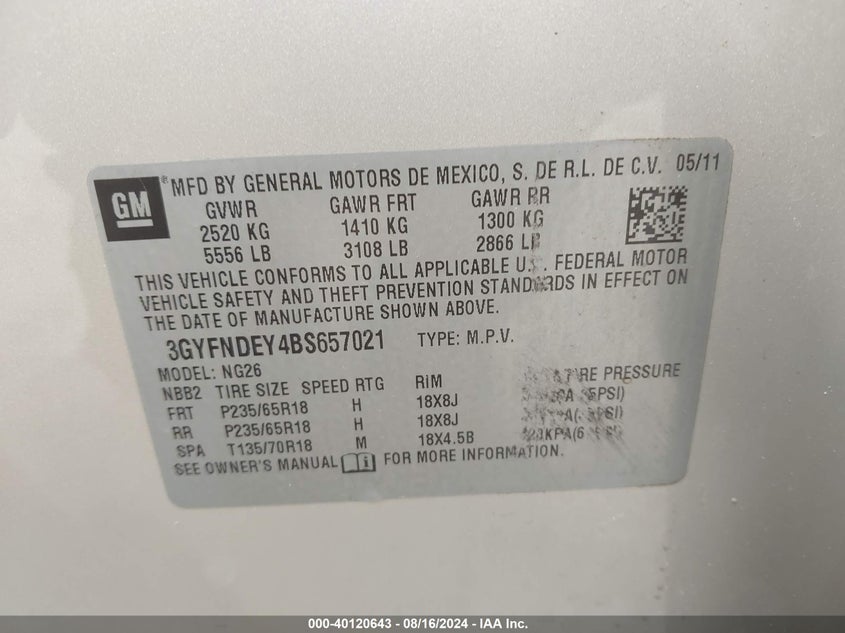 GM
® MFD BY GENERAL MOTORS DE MEXICO, S. DE R.L. DE C.V. 05/11
GVWR GAWR FRT GAWR RR
2520 KG 1410 KG 1300 KG
5556 LB 3108 LB 2866 LB
THIS VEHICLE CONFORMS TO ALL APPLICABLE U.S. FEDERAL MOTOR
VEHICLE SAFETY AND THEFT PREVENTION STANDARDS IN EFFECT ON
THE DATE OF MANUFACTURE SHOWN ABOVE.
3GYFNDEY4BS657021 TYPE: M.P.V.
MODEL: NG26
NBB2 TIRE SIZE SPEED RTG RIM PRESSURE
FRT P235/65R18 H 18X8J
RR P235/65R18 H 18X8J
SPA T135/70R18 M 18X4.5B
SEE OWNER'S MANUAL FOR MORE INFORMATION.
000-40120643 - 08/16/2024 - IAA Inc.